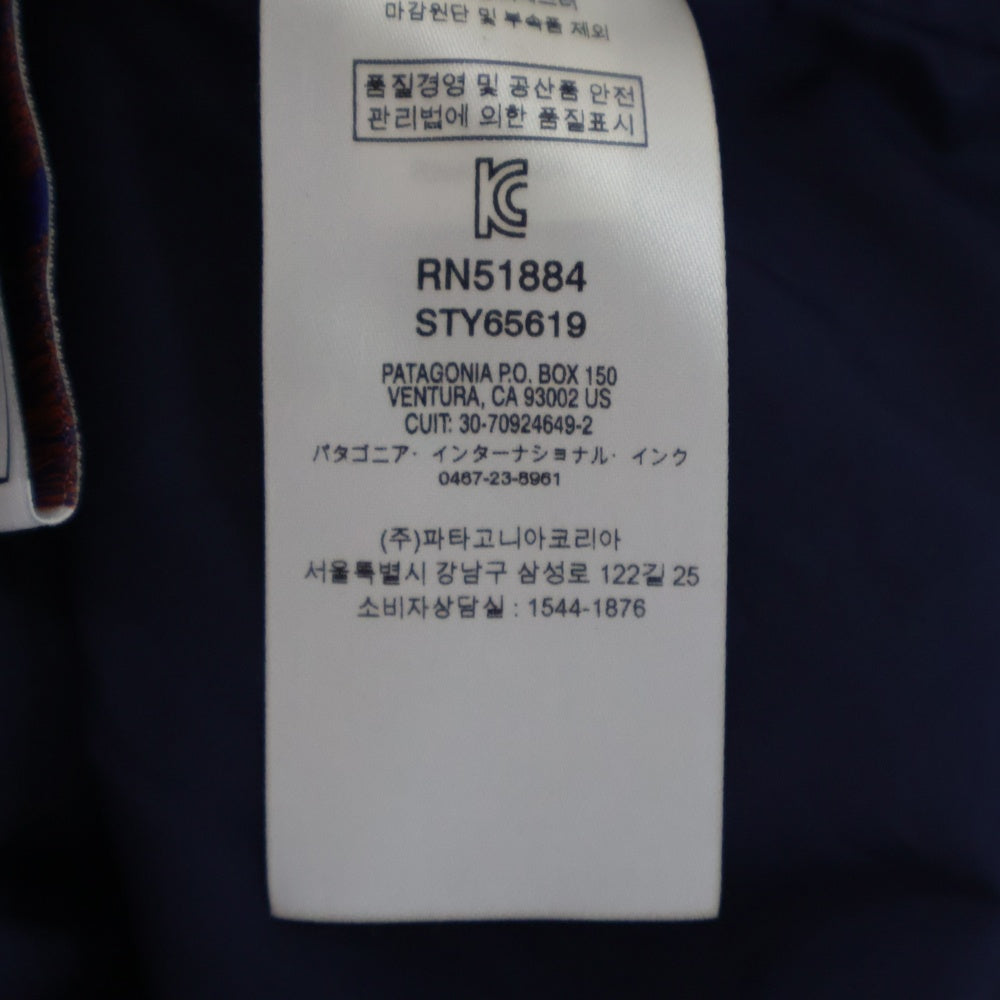 마감원단 및 부속품 제외
품질경영 및 공산품 안전
관리법에 의한 품질표시
KC
RN51884
STY65619
PATAGONIA P.O. BOX 150
VENTURA, CA 93002 US
CUIT: 30-70924649-2
パタゴニア・インターナショナル・インク
0467-23-8961
(주)파타고니아코리아
서울특별시 강남구 삼성로 122길 25
소비자상담실 : 1544-1876